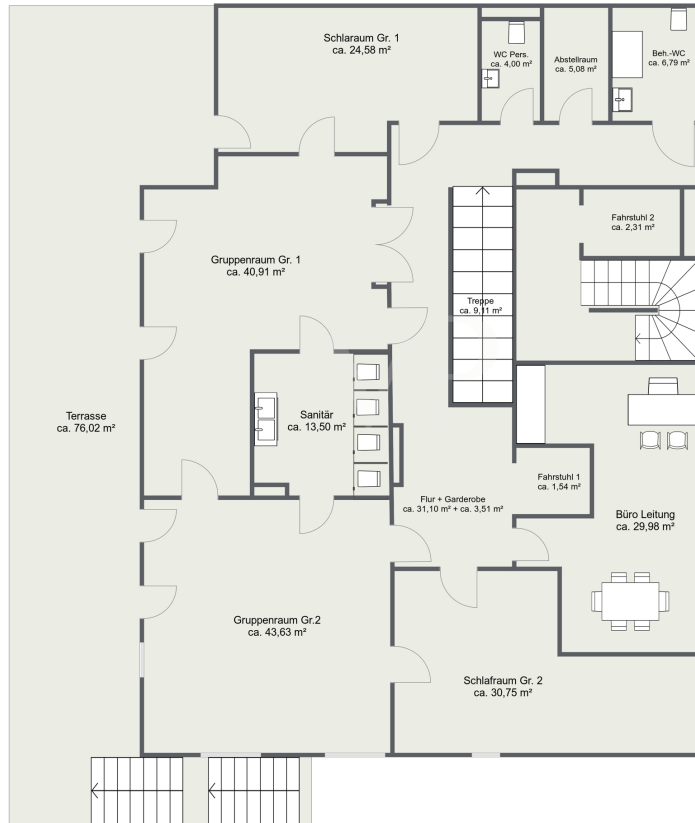 Schlaraum Gr. 1
ca. 24,58 m²
WC Pers.
ca. 4,00 m²
Abstellraum
ca. 5,08 m²
Beh.-WC
ca. 6,79 m²
Fahrstuhl 2
ca. 2,31 m²
Gruppenraum Gr. 1
ca. 40,91 m²
Treppe
ca. 9,11 m²
Terrasse
ca. 76,02 m²
Sanitär
ca. 13,50 m²
Flur + Garderobe
ca. 31,10 m² + ca. 3,51 m²
Fahrstuhl 1
ca. 1,54 m²
Büro Leitung
ca. 29,98 m²
Gruppenraum Gr.2
ca. 43,63 m²
Schlafraum Gr. 2
ca. 30,75 m²